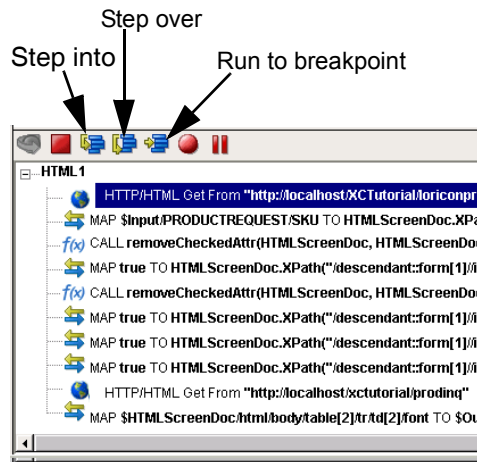 Step over
Step into
Run to breakpoint
HTML1
HTTP/HTML Get From "http://localhost/XCTutorial/loriconpr
MAP $Input/PRODUCTREQUEST/SKU TO HTMLScreenDoc.XPa
f(x) CALL removeCheckedAttr(HTMLScreenDoc, HTMLScreenDoc
MAP true TO HTMLScreenDoc.XPath("/descendant::form[1]//i
f(x) CALL removeCheckedAttr(HTMLScreenDoc, HTMLScreenDoc
MAP true TO HTMLScreenDoc.XPath("/descendant::form[1]//i
MAP true TO HTMLScreenDoc.XPath("/descendant::form[1]//i
MAP true TO HTMLScreenDoc.XPath("/descendant::form[1]//i
HTTP/HTML Get From "http://localhost/xctutorial/prodinq"
MAP $HTMLScreenDoc/html/body/table[2]/tr/td[2]/font TO $Ou